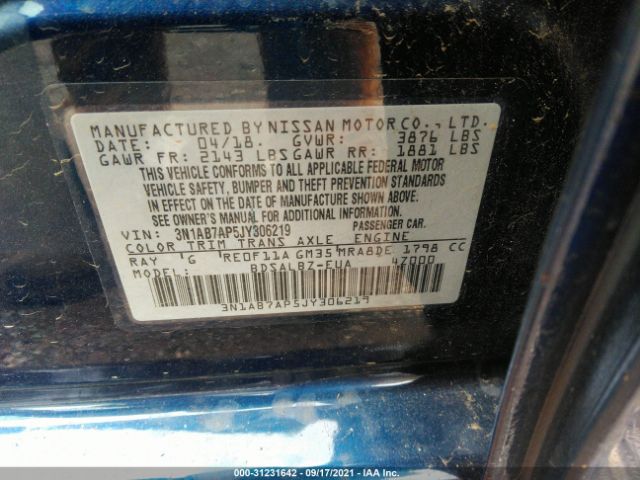 MANUFACTURED BY NISSAN MOTOR CO., LTD.
DATE: 04/18. GVWR: 3876 LBS
GAWR FR: 2143 LBS GAWR RR: 1881 LBS
THIS VEHICLE CONFORMS TO ALL APPLICABLE FEDERAL MOTOR
VEHICLE SAFETY, BUMPER AND THEFT PREVENTION STANDARDS
IN EFFECT ON THE DATE OF MANUFACTURE SHOWN ABOVE.
SEE OWNER'S MANUAL FOR ADDITIONAL INFORMATION.
VIN: 3N1AB7AP5JY306219 PASSENGER CAR.
COLOR TRIM TRANS AXLE ENGINE
RAY G RE0F11A GM35 MRA8DE 1798 CC
MODEL: BDSALBZ-EUA 4Z000
3N1AB7AP5JY306219
000-31231642 - 09/17/2021 - IAA Inc.